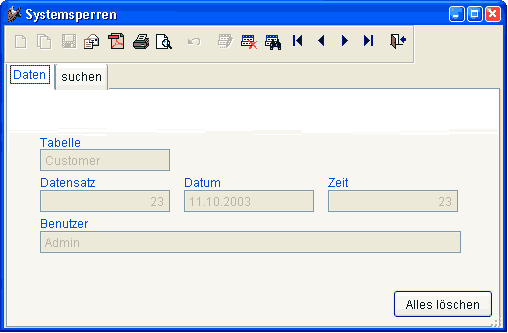 Systemsperren
Daten suchen
Tabelle
Customer
Datensatz Datum Zeit
23 11.10.2003 23
Benutzer
Admin
Alles löschen